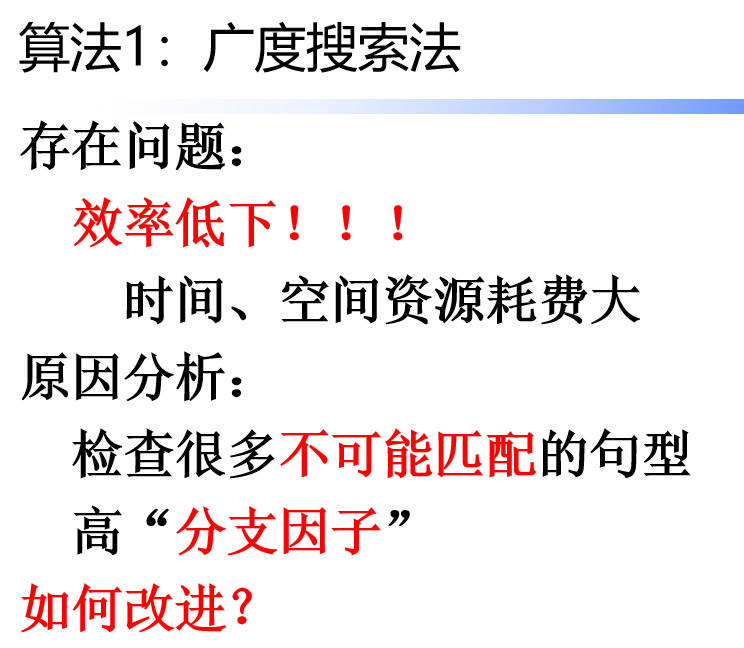 算法1：广度搜索法
存在问题：
效率低下！！！
时间、空间资源耗费大
原因分析：
检查很多不可能匹配的句型
高“分支因子”
如何改进？